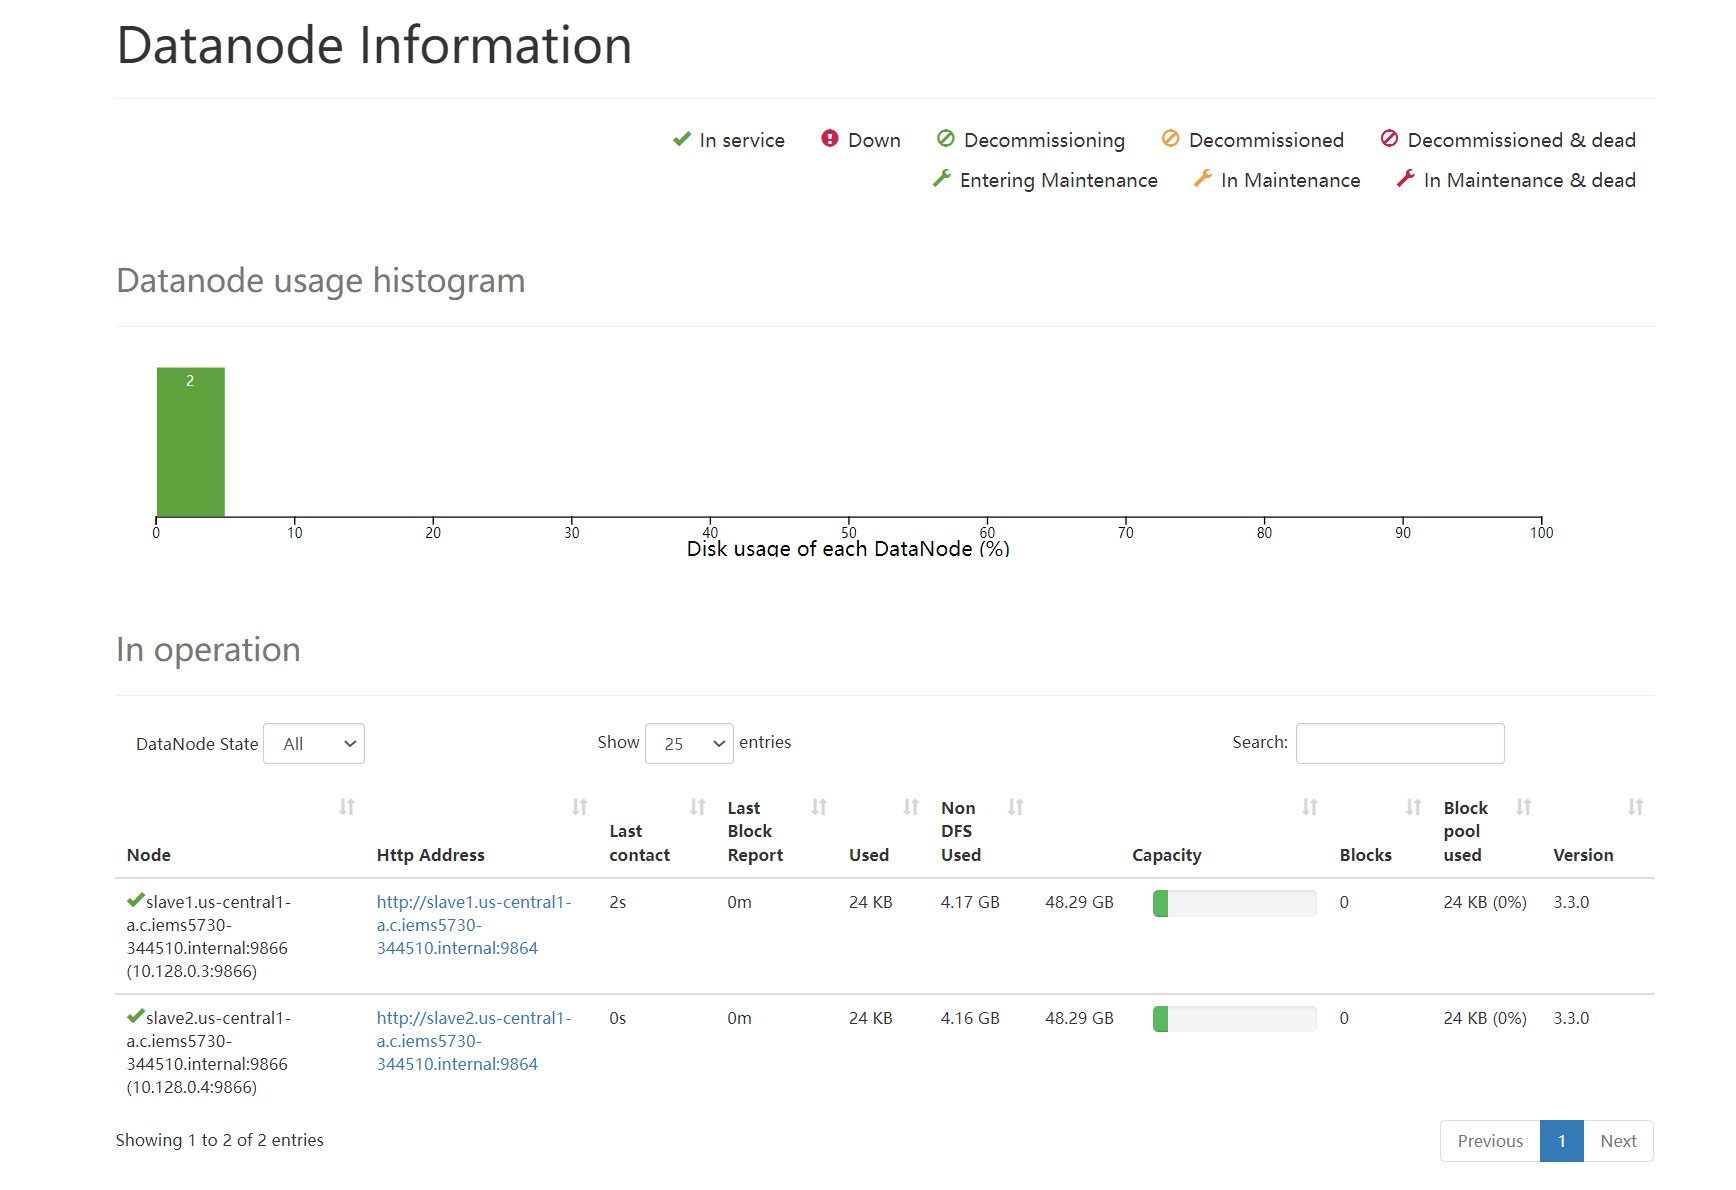 Datanode Information
In service Down Decommissioning Decommissioned Decommissioned & dead
Entering Maintenance In Maintenance In Maintenance & dead
Datanode usage histogram
2
0 10 20 30 40 50 60 70 80 90 100
Disk usage of each DataNode (%)
In operation
DataNode State All Show 25 entries Search:
Node Http Address Last contact Last Block Report Used Non DFS Used Capacity Blocks Block pool used Version
slave1.us-central1- http://slave1.us-central1- 2s 0m 24 KB 4.17 GB 48.29 GB 0 24 KB (0%) 3.3.0
a.c.iems5730- a.c.iems5730-
344510.internal:9866 344510.internal:9864
(10.128.0.3:9866)
slave2.us-central1- http://slave2.us-central1- 0s 0m 24 KB 4.16 GB 48.29 GB 0 24 KB (0%) 3.3.0
a.c.iems5730- a.c.iems5730-
344510.internal:9866 344510.internal:9864
(10.128.0.4:9866)
Showing 1 to 2 of 2 entries Previous 1 Next